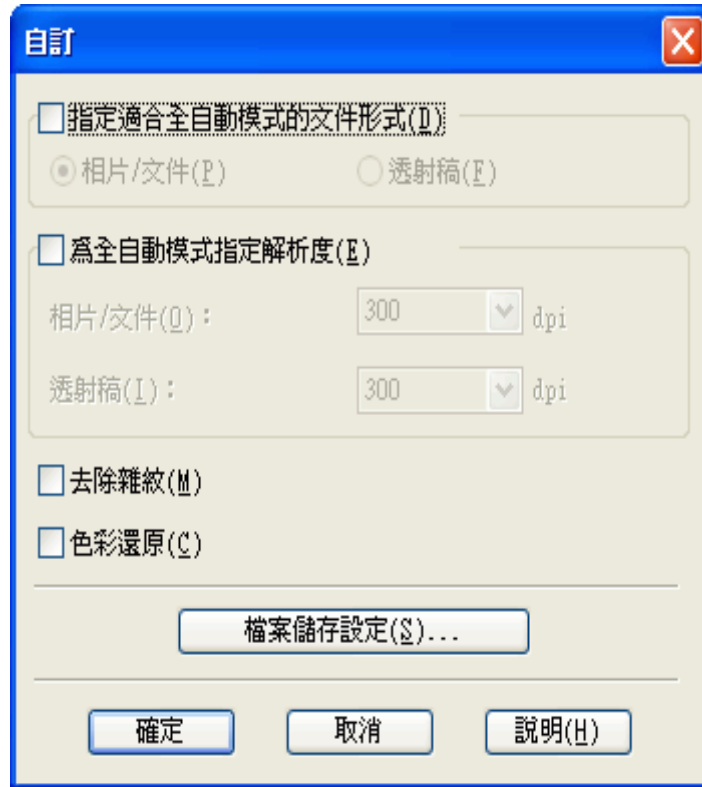 自訂
指定適合全自動模式的文件形式(D)
相片/文件(P) 透射稿(F)
爲全自動模式指定解析度(E)
相片/文件(O)： 300 dpi
透射稿(I)： 300 dpi
去除雜紋(M)
色彩還原(C)
檔案儲存設定(S)...
確定 取消 說明(H)